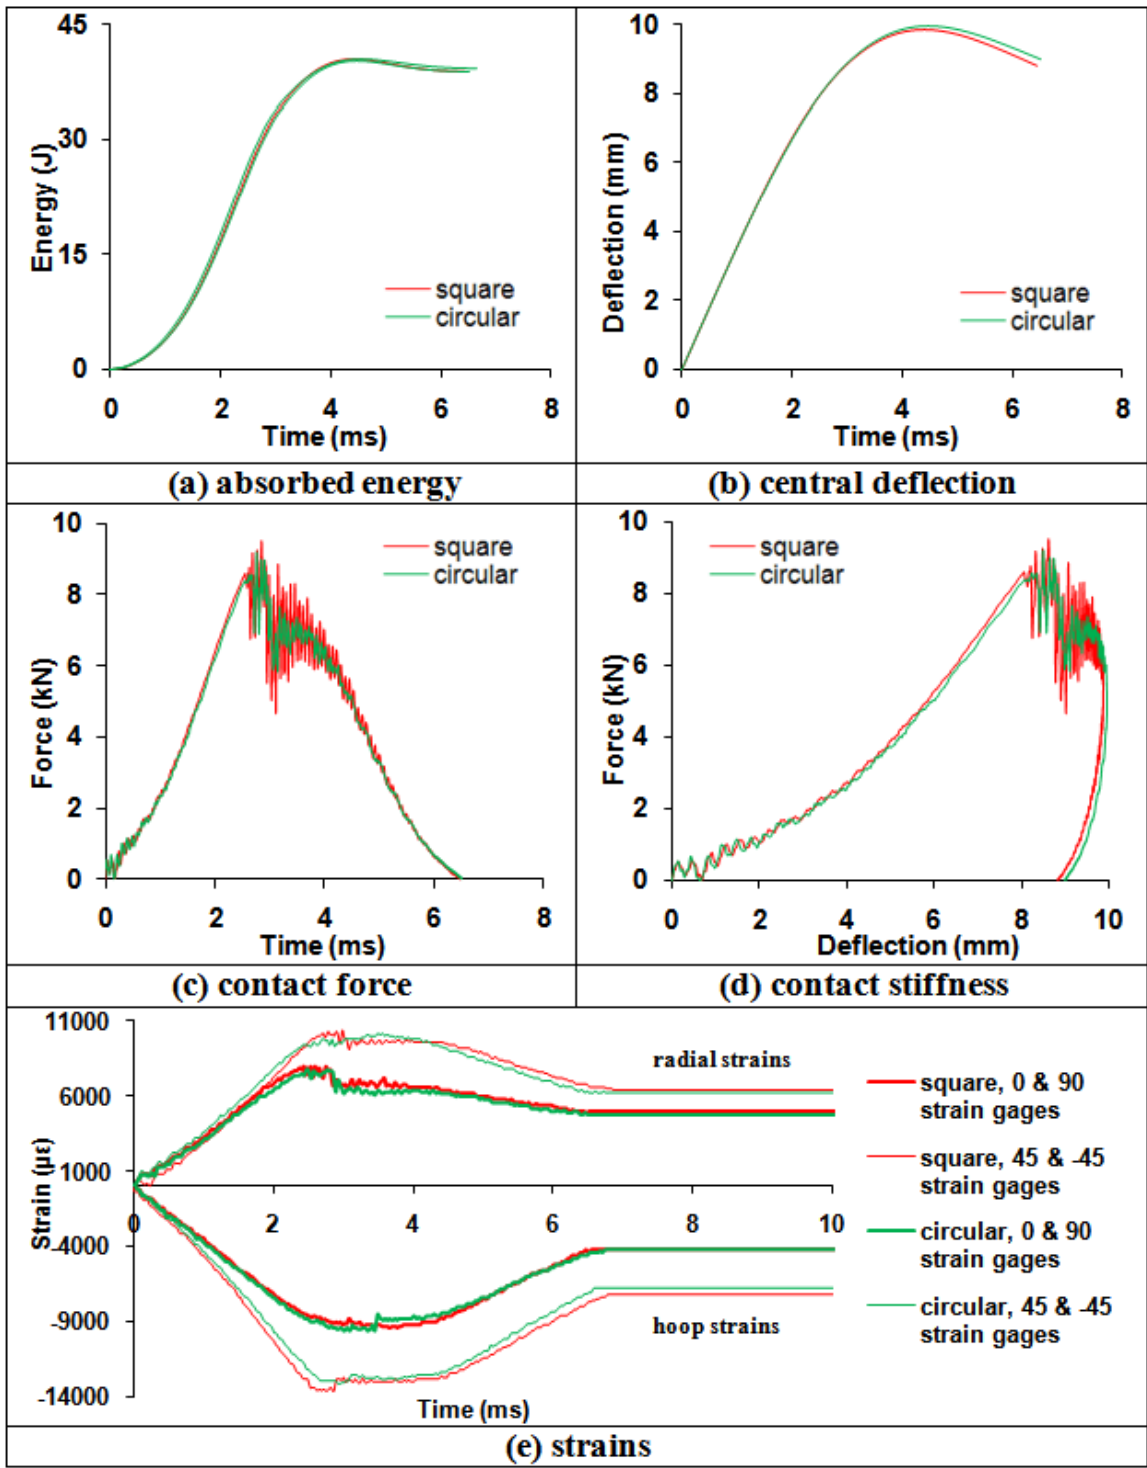 45
30
15
0
Energy (J)
square
circular
0 2 4 6 8
Time (ms)
(a) absorbed energy
10
8
6
4
2
0
Deflection (mm)
square
circular
0 2 4 6 8
Time (ms)
(b) central deflection
10
8
6
4
2
0
Force (kN)
square
circular
0 2 4 6 8
Time (ms)
(c) contact force
10
8
6
4
2
0
Force (kN)
square
circular
0 2 4 6 8 10
Deflection (mm)
(d) contact stiffness
11000
6000
1000
-4000
-9000
-14000
Strain (µε)
radial strains
0 2 4 6 8 10
hoop strains
Time (ms)
square, 0 & 90
strain gages
square, 45 & -45
strain gages
circular, 0 & 90
strain gages
circular, 45 & -45
strain gages
(e) strains